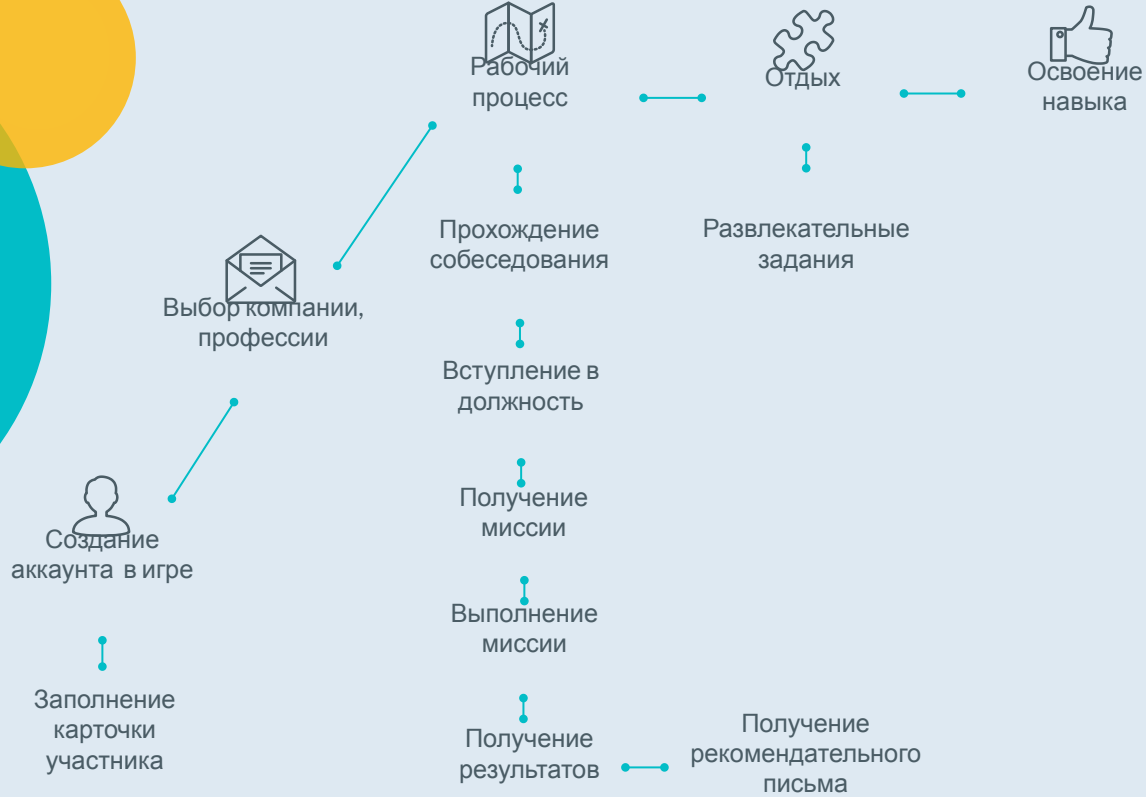 Рабочий
процесс
Отдых
Освоение
навыка
Прохождение
собеседования
Развлекательные
задания
Выбор компании,
профессии
Вступление в
должность
Получение
миссии
Создание
аккаунта в игре
Выполнение
миссии
Заполнение
карточки
участника
Получение
результатов
Получение
рекомендательного
письма